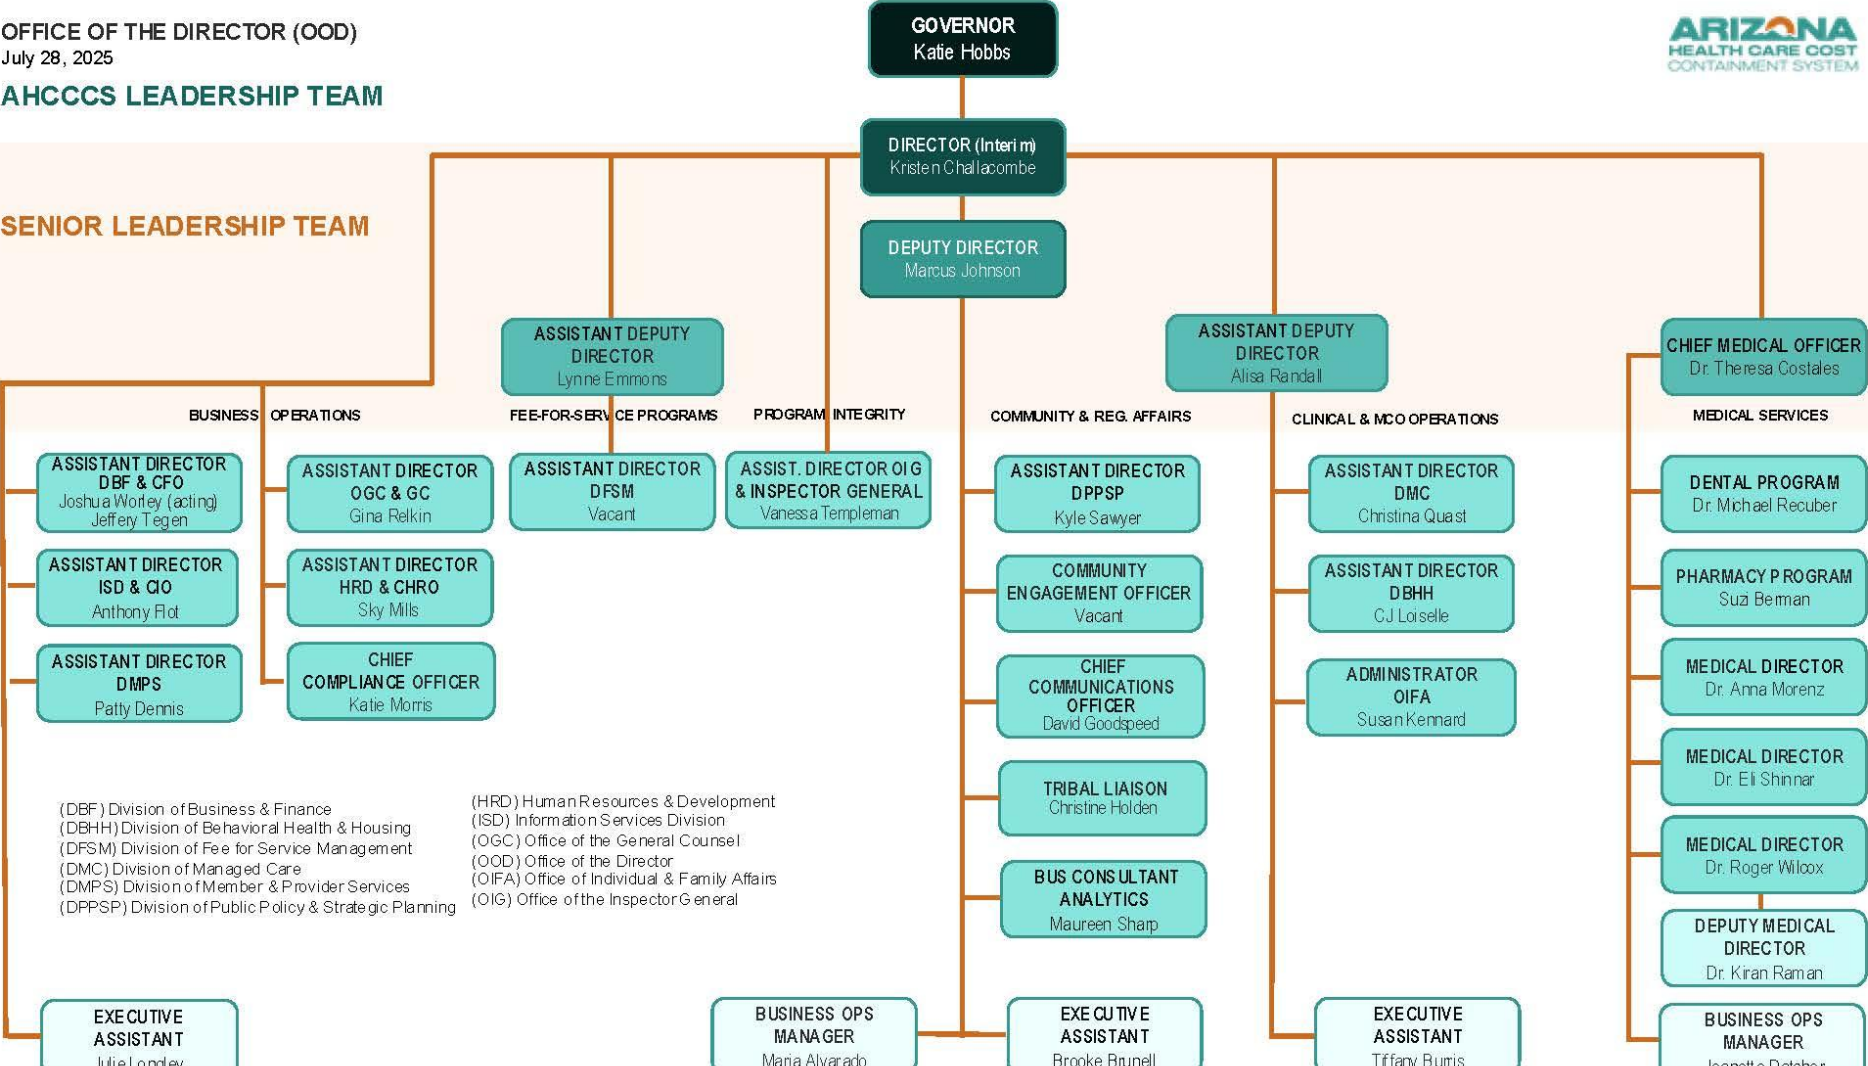 OFFICE OF THE DIRECTOR (OOD)
July 28, 2025
AHCCCS LEADERSHIP TEAM
ARIZONA
HEALTH CARE COST
CONTAINMENT SYSTEM
GOVERNOR
Katie Hobbs
DIRECTOR (Interim)
Kristen Challacombe
SENIOR LEADERSHIP TEAM
DEPUTY DIRECTOR
Marcus Johnson
ASSISTANT DEPUTY
DIRECTOR
Lynne Emmons
ASSISTANT DEPUTY
DIRECTOR
Alisa Randall
CHIEF MEDICAL OFFICER
Dr. Theresa Costales
BUSINESS OPERATIONS
ASSISTANT DIRECTOR
DBF & CFO
Joshua Worley (acting)
Jeffery Tegen
ASSISTANT DIRECTOR
ISD & CIO
Anthony Flot
ASSISTANT DIRECTOR
DMPS
Patty Dennis
ASSISTANT DIRECTOR
OGC & GC
Gina Relkin
ASSISTANT DIRECTOR
HRD & CHRO
Sky Mills
CHIEF
COMPLIANCE OFFICER
Katie Morris
FEE-FOR-SERVICE PROGRAMS
ASSISTANT DIRECTOR
DFSM
Vacant
PROGRAM INTEGRITY
ASSIST. DIRECTOR OIG
& INSPECTOR GENERAL
Vanessa Templeman
COMMUNITY & REG. AFFAIRS
ASSISTANT DIRECTOR
DPPSP
Kyle Sawyer
COMMUNITY
ENGAGEMENT OFFICER
Vacant
CHIEF
COMMUNICATIONS
OFFICER
David Goodspeed
TRIBAL LIAISON
Christine Holden
BUS CONSULTANT
ANALYTICS
Maureen Sharp
CLINICAL & MCO OPERATIONS
ASSISTANT DIRECTOR
DMC
Christina Quast
ASSISTANT DIRECTOR
DBHH
CJ Loiselle
ADMINISTRATOR
OIFA
Susan Kennard
MEDICAL SERVICES
DENTAL PROGRAM
Dr. Michael Recuber
PHARMACY PROGRAM
Suzi Berman
MEDICAL DIRECTOR
Dr. Anna Morenz
MEDICAL DIRECTOR
Dr. Eli Shinnar
MEDICAL DIRECTOR
Dr. Roger Wilcox
DEPUTY MEDICAL
DIRECTOR
Dr. Kiran Raman
(DBF) Division of Business & Finance
(DBHH) Division of Behavioral Health & Housing
(DFSM) Division of Fee for Service Management
(DMC) Division of Managed Care
(DMPS) Division of Member & Provider Services
(DPPSP) Division of Public Policy & Strategic Planning
(HRD) Human Resources & Development
(ISD) Information Services Division
(OGC) Office of the General Counsel
(OOD) Office of the Director
(OIFA) Office of Individual & Family Affairs
(OIG) Office of the Inspector General
EXECUTIVE
ASSISTANT
Julie Longley
BUSINESS OPS
MANAGER
Maria Alvarado
EXECUTIVE
ASSISTANT
Brooke Brunell
EXECUTIVE
ASSISTANT
Tiffany Burris
BUSINESS OPS
MANAGER